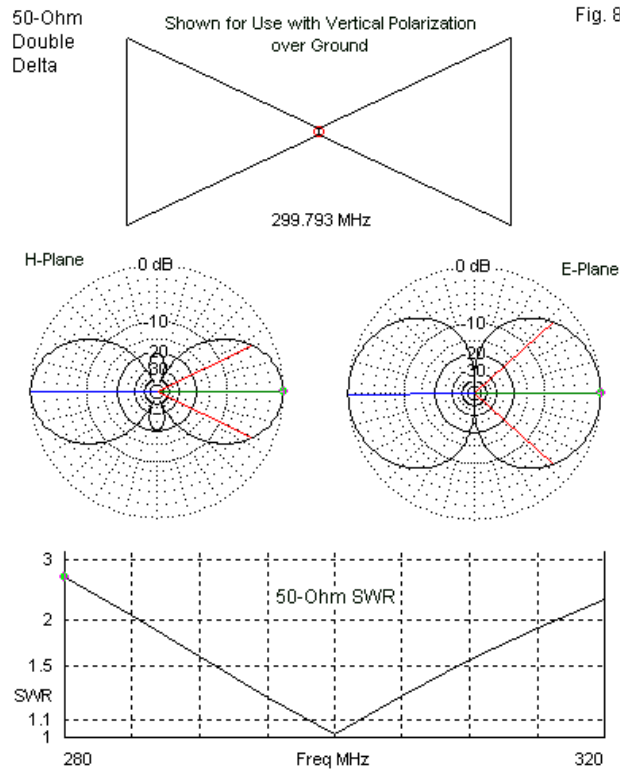 50-Ohm
Double
Delta
Shown for Use with Vertical Polarization
over Ground
Fig. 8
299.793 MHz
H-Plane
0 dB
-10
-20
-30
0 dB
E-Plane
-10
-20
3
50-Ohm SWR
2
1.5
SWR
1.1
1
280
Freq MHz
320